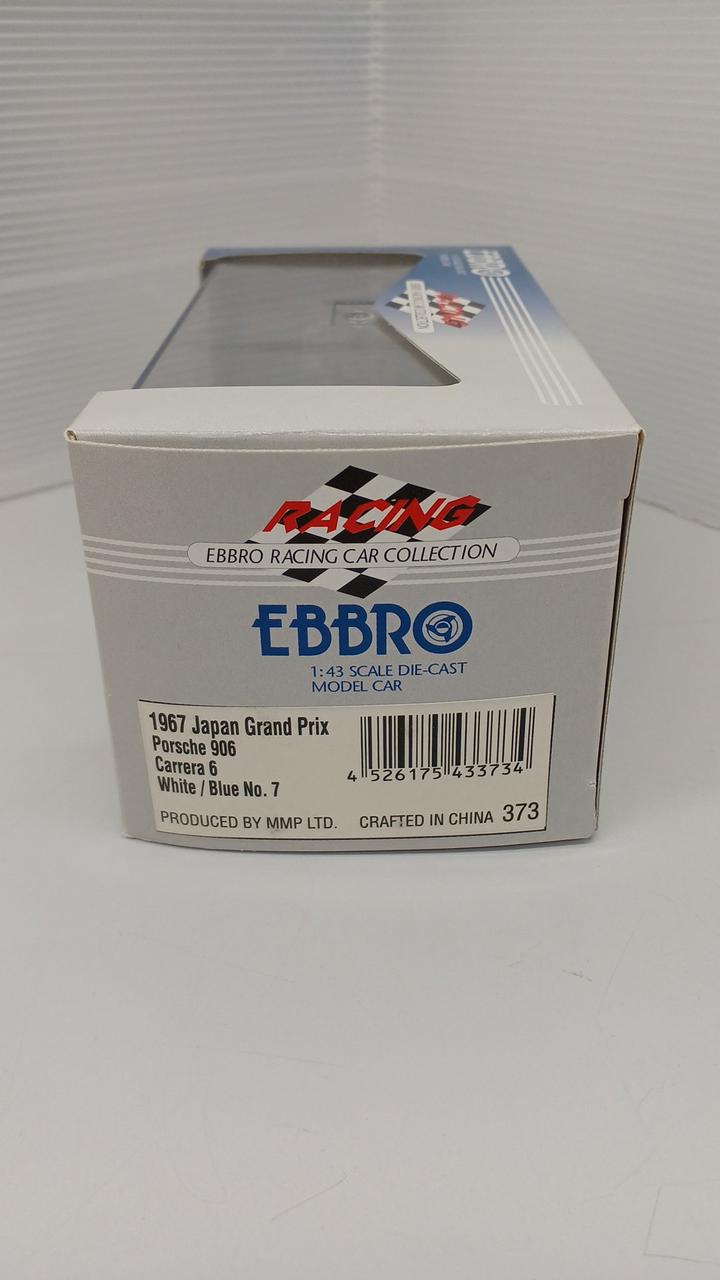 EBBRO
RACING
EBBRO RACING CAR COLLECTION
EBBRO
1:43 SCALE DIE-CAST
MODEL CAR
1967 Japan Grand Prix
Porsche 906
Carrera 6
White / Blue No. 7
4 526175 433734
PRODUCED BY MMP LTD. CRAFTED IN CHINA 373